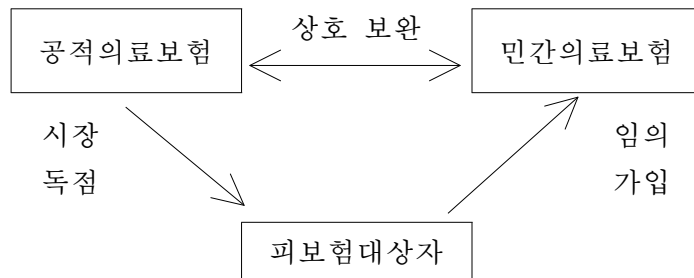 상호 보완
공적의료보험
민간의료보험
시장
독점
임의
가입
피보험대상자